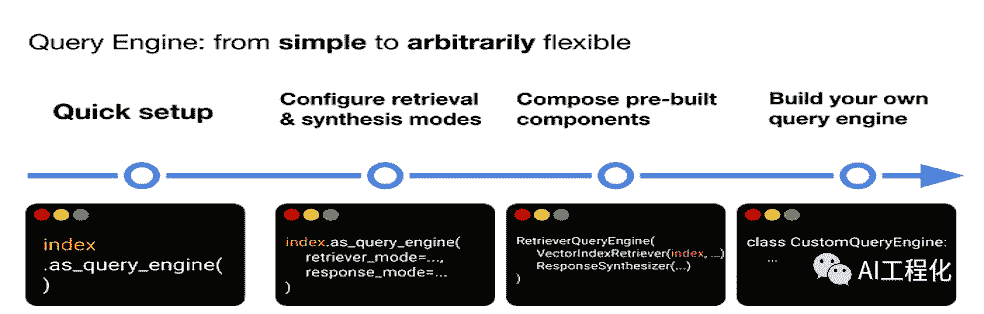 Query Engine: from simple to arbitrarily flexible
Quick setup
Configure retrieval
& synthesis modes
Compose pre-built
components
Build your own
query engine
index
.as_query_engine(
)
index.as_query_engine(
retriever_mode=...,
response_mode=...
)
RetrieverQueryEngine(
VectorIndexRetriever(index, ...)
ResponseSynthesizer(...)
)
class CustomQueryEngine:
...
AI工程化